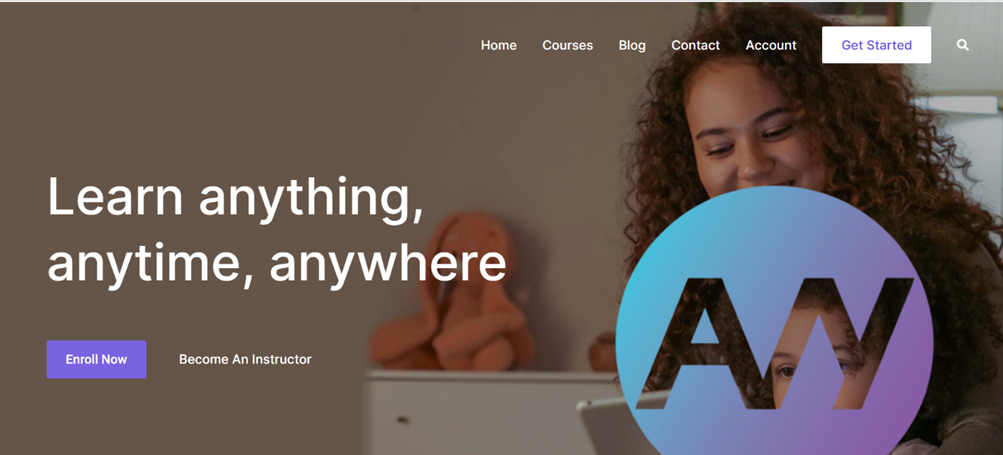 Home Courses Blog Contact Account Get Started
Learn anything,
anytime, anywhere
Enroll Now Become An Instructor
AW